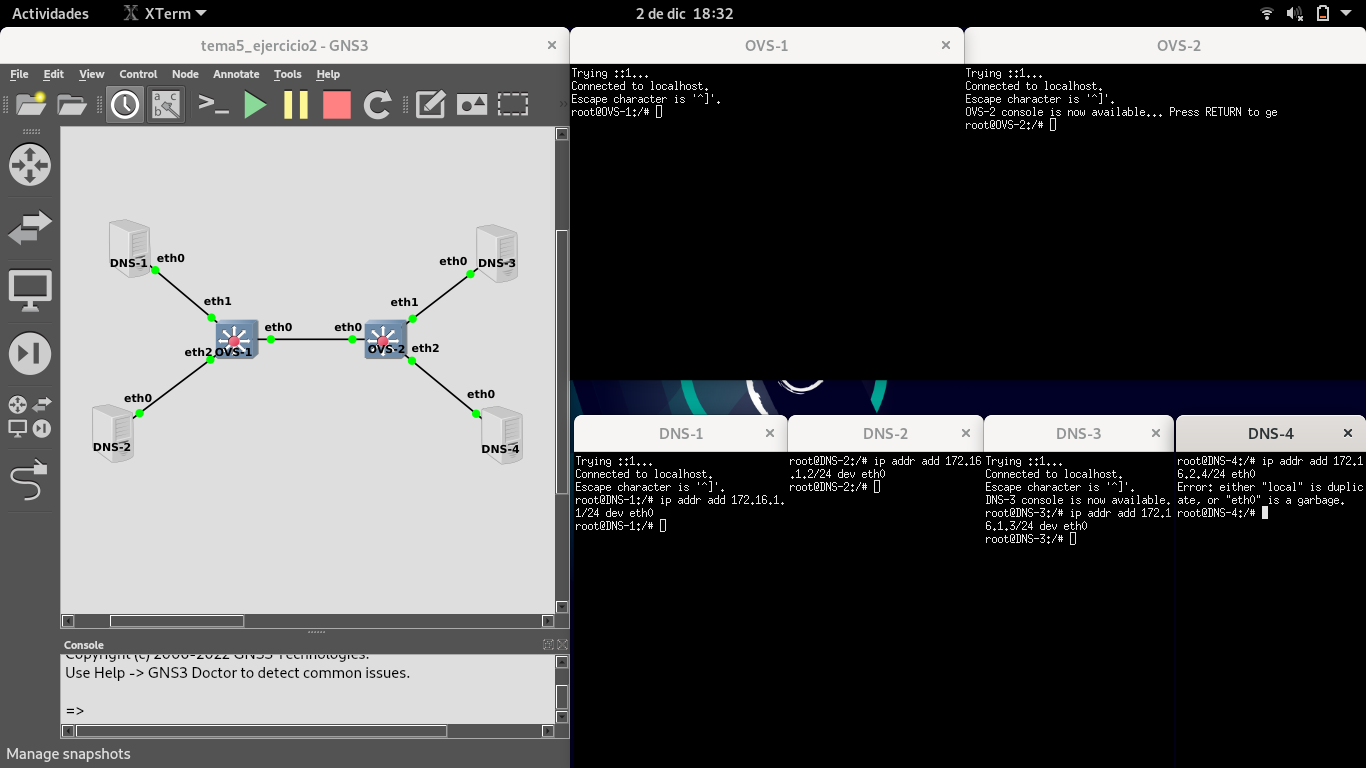 Actividades
XTerm
2 de dic 18:32
tema5_ejercicio2 - GNS3
File Edit View Control Node Annotate Tools Help
DNS-1
eth0
eth1
eth0
DNS-3
eth0
eth1
eth2
OVS-1
eth0
OVS-2
eth2
eth0
DNS-2
eth0
DNS-4
Console
Copyright (c) 2006-2022 GNS3 Technologies.
Use Help -> GNS3 Doctor to detect common issues.
=>
Manage snapshots
OVS-1
Trying ::1...
Connected to localhost.
Escape character is '^]'.
root@OVS-1:/#
OVS-2
Trying ::1...
Connected to localhost.
Escape character is '^]'.
OVS-2 console is now available... Press RETURN to ge
root@OVS-2:/#
DNS-1
Trying ::1...
Connected to localhost.
Escape character is '^]'.
root@DNS-1:/# ip addr add 172.16.1.
1/24 dev eth0
root@DNS-1:/#
DNS-2
root@DNS-2:/# ip addr add 172.16
.1.2/24 dev eth0
root@DNS-2:/#
DNS-3
Trying ::1...
Connected to localhost.
Escape character is '^]'.
DNS-3 console is now available.
root@DNS-3:/# ip addr add 172.1
6.1.3/24 dev eth0
root@DNS-3:/#
DNS-4
root@DNS-4:/# ip addr add 172.1
6.2.4/24 eth0
Error: either "local" is duplic
ate, or "eth0" is a garbage.
root@DNS-4:/#